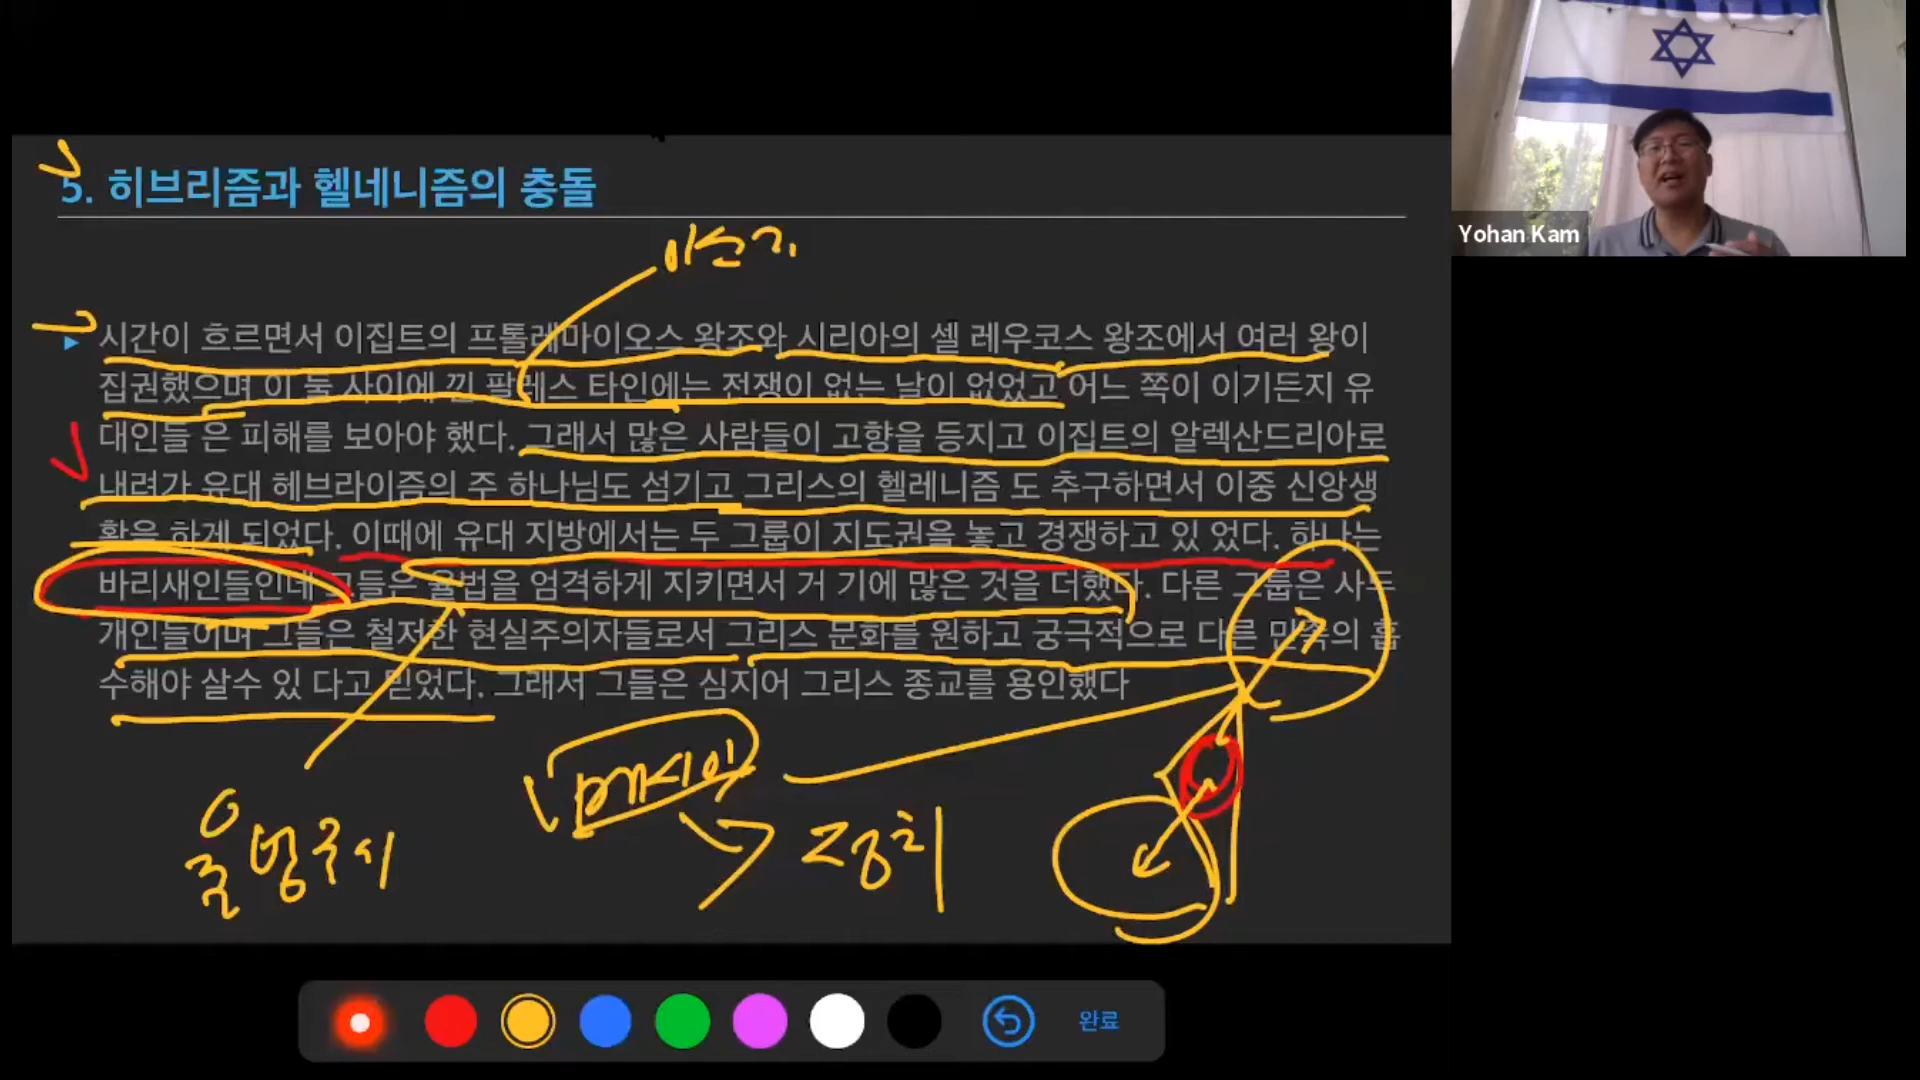 5. 히브리즘과 헬네니즘의 충돌
시간이 흐르면서 이집트의 프톨레마이오스 왕조와 시리아의 셀 레우코스 왕조에서 여러 왕이
집권했으며 이 둘 사이에 낀 팔레스 타인에는 전쟁이 없는 날이 없었고 어느 쪽이 이기든지 유
대인들 은 피해를 보아야 했다. 그래서 많은 사람들이 고향을 등지고 이집트의 알렉산드리아로
내려가 유대 헤브라이즘의 주 하나님도 섬기고 그리스의 헬레니즘 도 추구하면서 이중 신앙생
확을 하게 되었다. 이때에 유대 지방에서는 두 그룹이 지도권을 놓고 경쟁하고 있 었다. 하나는
바리새인들인데 그들은 율법을 엄격하게 지키면서 거 기에 많은 것을 더했다. 다른 그룹은 사두
개인들이며 그들은 철저한 현실주의자들로서 그리스 문화를 원하고 궁극적으로 다른 민족의 흡
수해야 살수 있 다고 믿었다. 그래서 그들은 심지어 그리스 종교를 용인했다
메시아
정치
Yohan Kam
완료